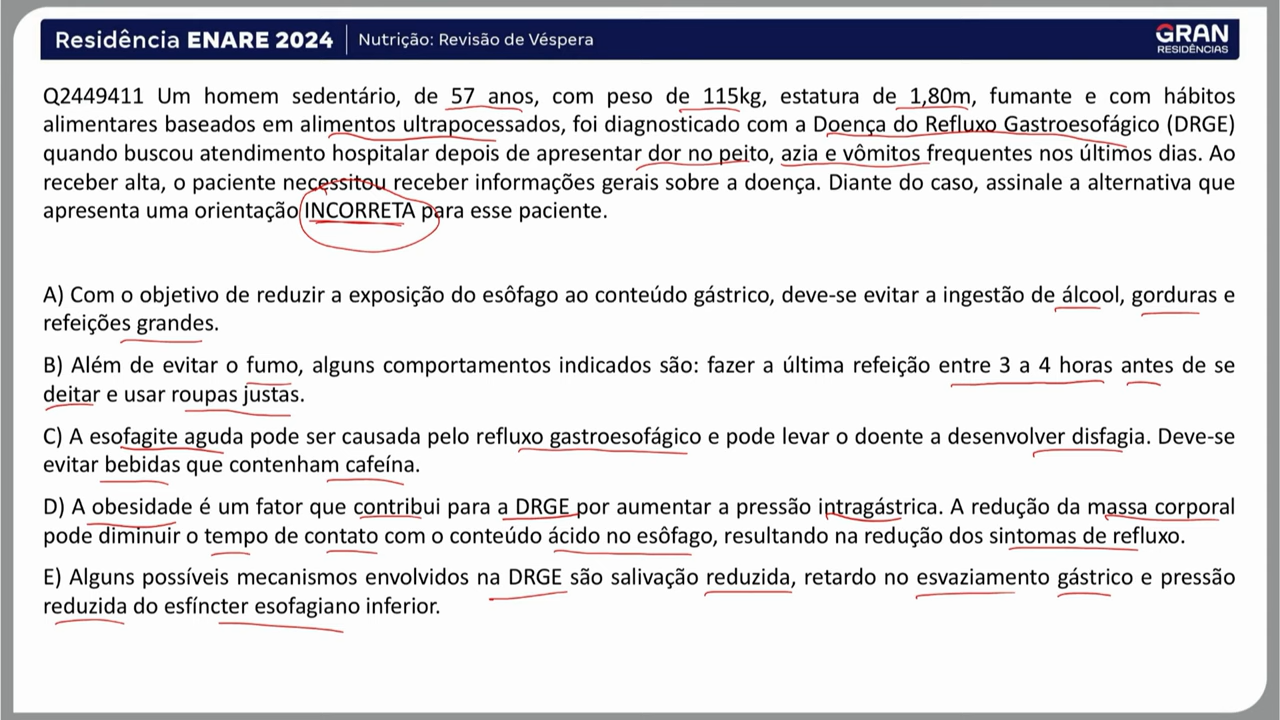 Residência ENARE 2024 | Nutrição: Revisão de Véspera
GRAN
RESIDÊNCIAS
Q2449411 Um homem sedentário, de 57 anos, com peso de 115kg, estatura de 1,80m, fumante e com hábitos
alimentares baseados em alimentos ultrapocessados, foi diagnosticado com a Doença do Refluxo Gastroesofágico (DRGE)
quando buscou atendimento hospitalar depois de apresentar dor no peito, azia e vômitos frequentes nos últimos dias. Ao
receber alta, o paciente necessitou receber informações gerais sobre a doença. Diante do caso, assinale a alternativa que
apresenta uma orientação INCORRETA para esse paciente.
A) Com o objetivo de reduzir a exposição do esôfago ao conteúdo gástrico, deve-se evitar a ingestão de álcool, gorduras e
refeições grandes.
B) Além de evitar o fumo, alguns comportamentos indicados são: fazer a última refeição entre 3 a 4 horas antes de se
deitar e usar roupas justas.
C) A esofagite aguda pode ser causada pelo refluxo gastroesofágico e pode levar o doente a desenvolver disfagia. Deve-se
evitar bebidas que contenham cafeína.
D) A obesidade é um fator que contribui para a DRGE por aumentar a pressão intragástrica. A redução da massa corporal
pode diminuir o tempo de contato com o conteúdo ácido no esôfago, resultando na redução dos sintomas de refluxo.
E) Alguns possíveis mecanismos envolvidos na DRGE são salivação reduzida, retardo no esvaziamento gástrico e pressão
reduzida do esfíncter esofagiano inferior.